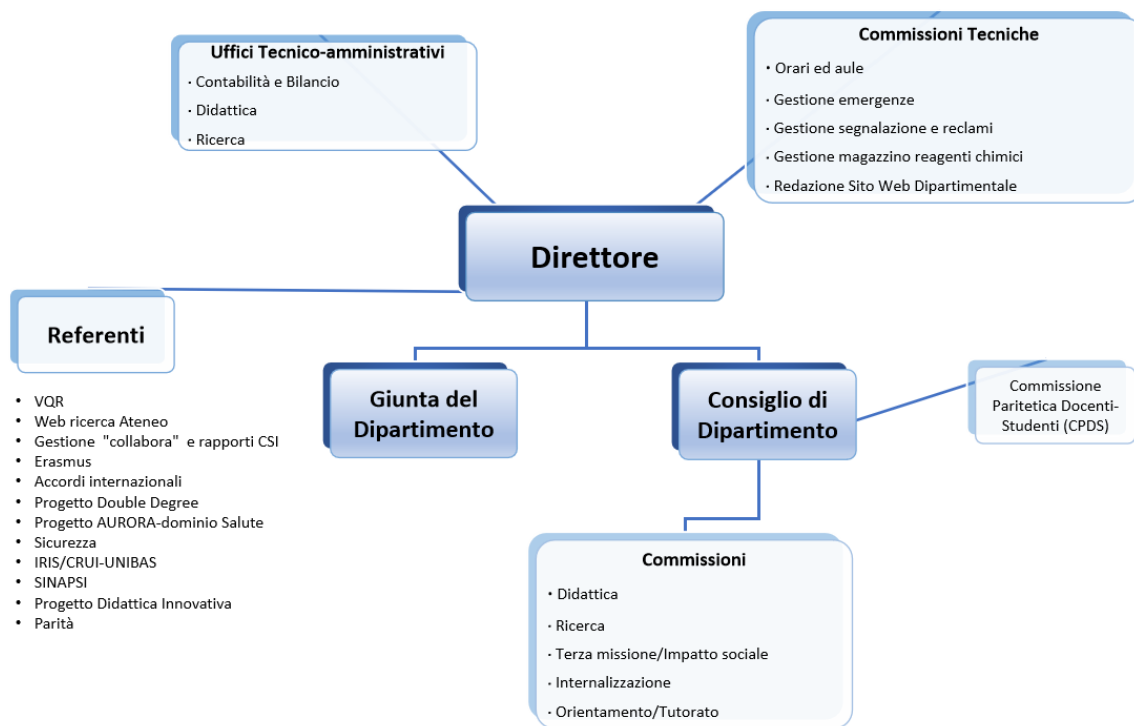 Uffici Tecnico-amministrativi
· Contabilità e Bilancio
· Didattica
· Ricerca
Commissioni Tecniche
· Orari ed aule
· Gestione emergenze
· Gestione segnalazione e reclami
· Gestione magazzino reagenti chimici
· Redazione Sito Web Dipartimentale
Direttore
Referenti
• VQR
• Web ricerca Ateneo
• Gestione "collabora" e rapporti CSI
• Erasmus
• Accordi internazionali
• Progetto Double Degree
• Progetto AURORA-dominio Salute
• Sicurezza
• IRIS/CRUI-UNIBAS
• SINAPSI
• Progetto Didattica Innovativa
• Parità
Giunta del
Dipartimento
Consiglio di
Dipartimento
Commissione
Paritetica Docenti-
Studenti (CPDS)
Commissioni
· Didattica
· Ricerca
· Terza missione/Impatto sociale
· Internalizzazione
· Orientamento/Tutorato